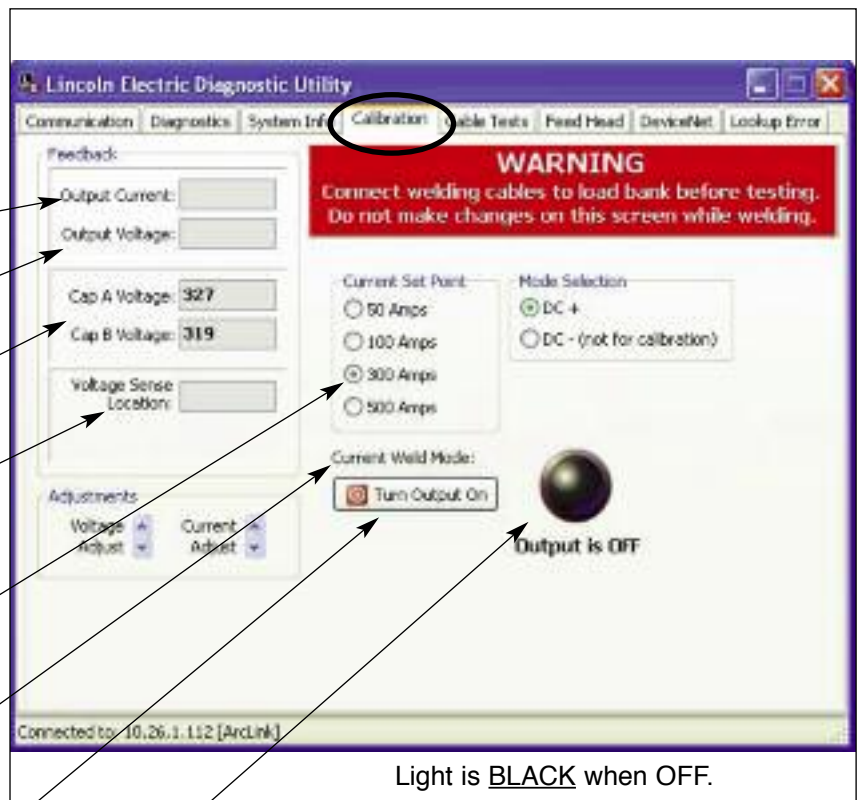 Lincoln Electric Diagnostic Utility
Communication Diagnostics System Info Calibration Cable Tests Feed Head DeviceNet Lookup Error
Feedback
Output Current:
Output Voltage:
Cap A Voltage: 327
Cap B Voltage: 319
Voltage Sense
Location:
Adjustments
Voltage Adjust
Current Adjust
WARNING
Connect welding cables to load bank before testing.
Do not make changes on this screen while welding.
Current Set Point
50 Amps
100 Amps
300 Amps
500 Amps
Mode Selection
DC +
DC - (not for calibration)
Current Weld Mode:
Turn Output On
Output is OFF
Connected to: 10.26.1.112 [ArcLink]
Light is BLACK when OFF.